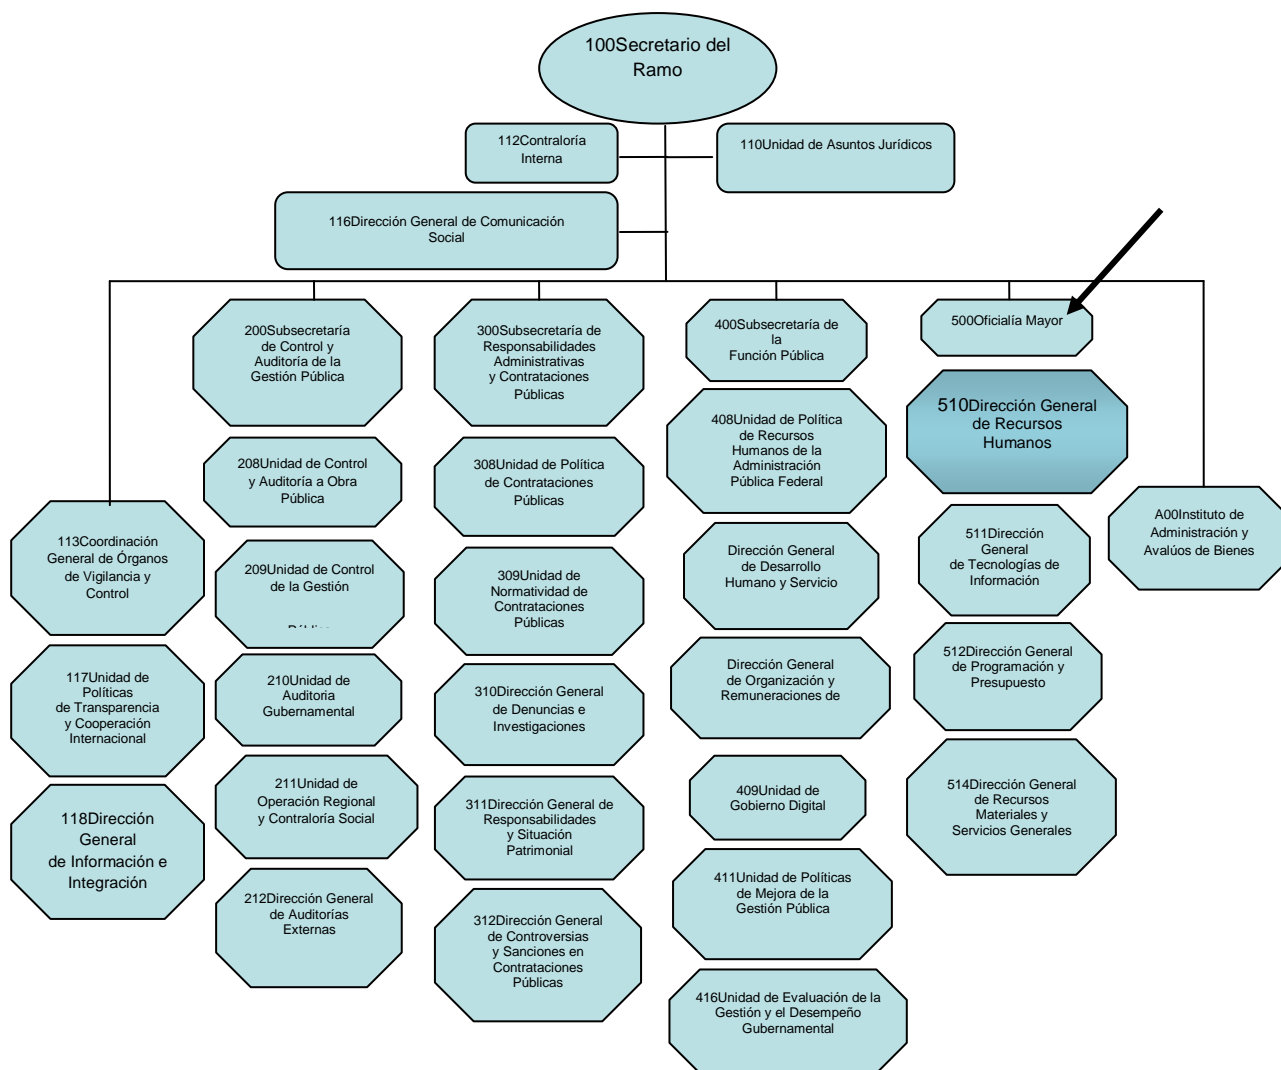 100Secretario del
Ramo
112Contraloría
Interna
110Unidad de Asuntos Jurídicos
116Dirección General de Comunicación
Social
200Subsecretaría
de Control y
Auditoría de la
Gestión Pública
300Subsecretaría de
Responsabilidades
Administrativas
y Contrataciones
Públicas
400Subsecretaría de
la
Función Pública
500Oficialía Mayor
510Dirección General
de Recursos
Humanos
408Unidad de Política
de Recursos
Humanos de la
Administración
Pública Federal
208Unidad de Control
y Auditoría a Obra
Pública
308Unidad de Política
de Contrataciones
Públicas
113Coordinación
General de Órganos
de Vigilancia y
Control
209Unidad de Control
de la Gestión
309Unidad de
Normatividad de
Contrataciones
Públicas
Dirección General
de Desarrollo
Humano y Servicio
511Dirección
General
de Tecnologías de
Información
A00Instituto de
Administración y
Avalúos de Bienes
117Unidad de
Políticas
de Transparencia
y Cooperación
Internacional
210Unidad de
Auditoria
Gubernamental
310Dirección General
de Denuncias e
Investigaciones
Dirección General
de Organización y
Remuneraciones de
512Dirección General
de Programación y
Presupuesto
118Dirección
General
de Información e
Integración
211Unidad de
Operación Regional
y Contraloría Social
311Dirección General de
Responsabilidades
y Situación
Patrimonial
409Unidad de
Gobierno Digital
514Dirección General
de Recursos
Materiales y
Servicios Generales
212Dirección General
de Auditorías
Externas
312Dirección General
de Controversias
y Sanciones en
Contrataciones
Públicas
411Unidad de Políticas
de Mejora de la
Gestión Pública
416Unidad de Evaluación de la
Gestión y el Desempeño
Gubernamental